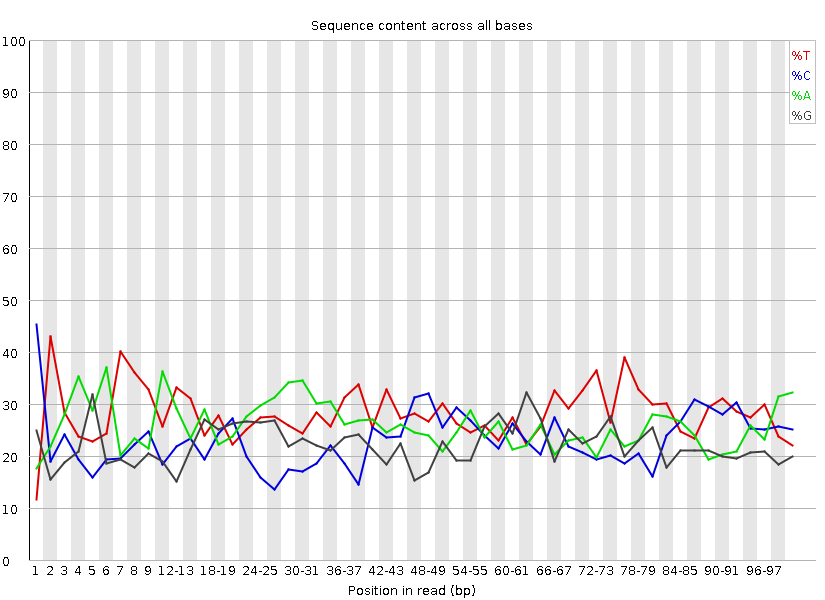 Sequence content across all bases
100
90
80
70
60
50
40
30
20
10
0
%T
%C
%A
%G
1 2 3 4 5 6 7 8 9 12-13 18-19 24-25 30-31 36-37 42-43 48-49 54-55 60-61 66-67 72-73 78-79 84-85 90-91 96-97
Position in read (bp)